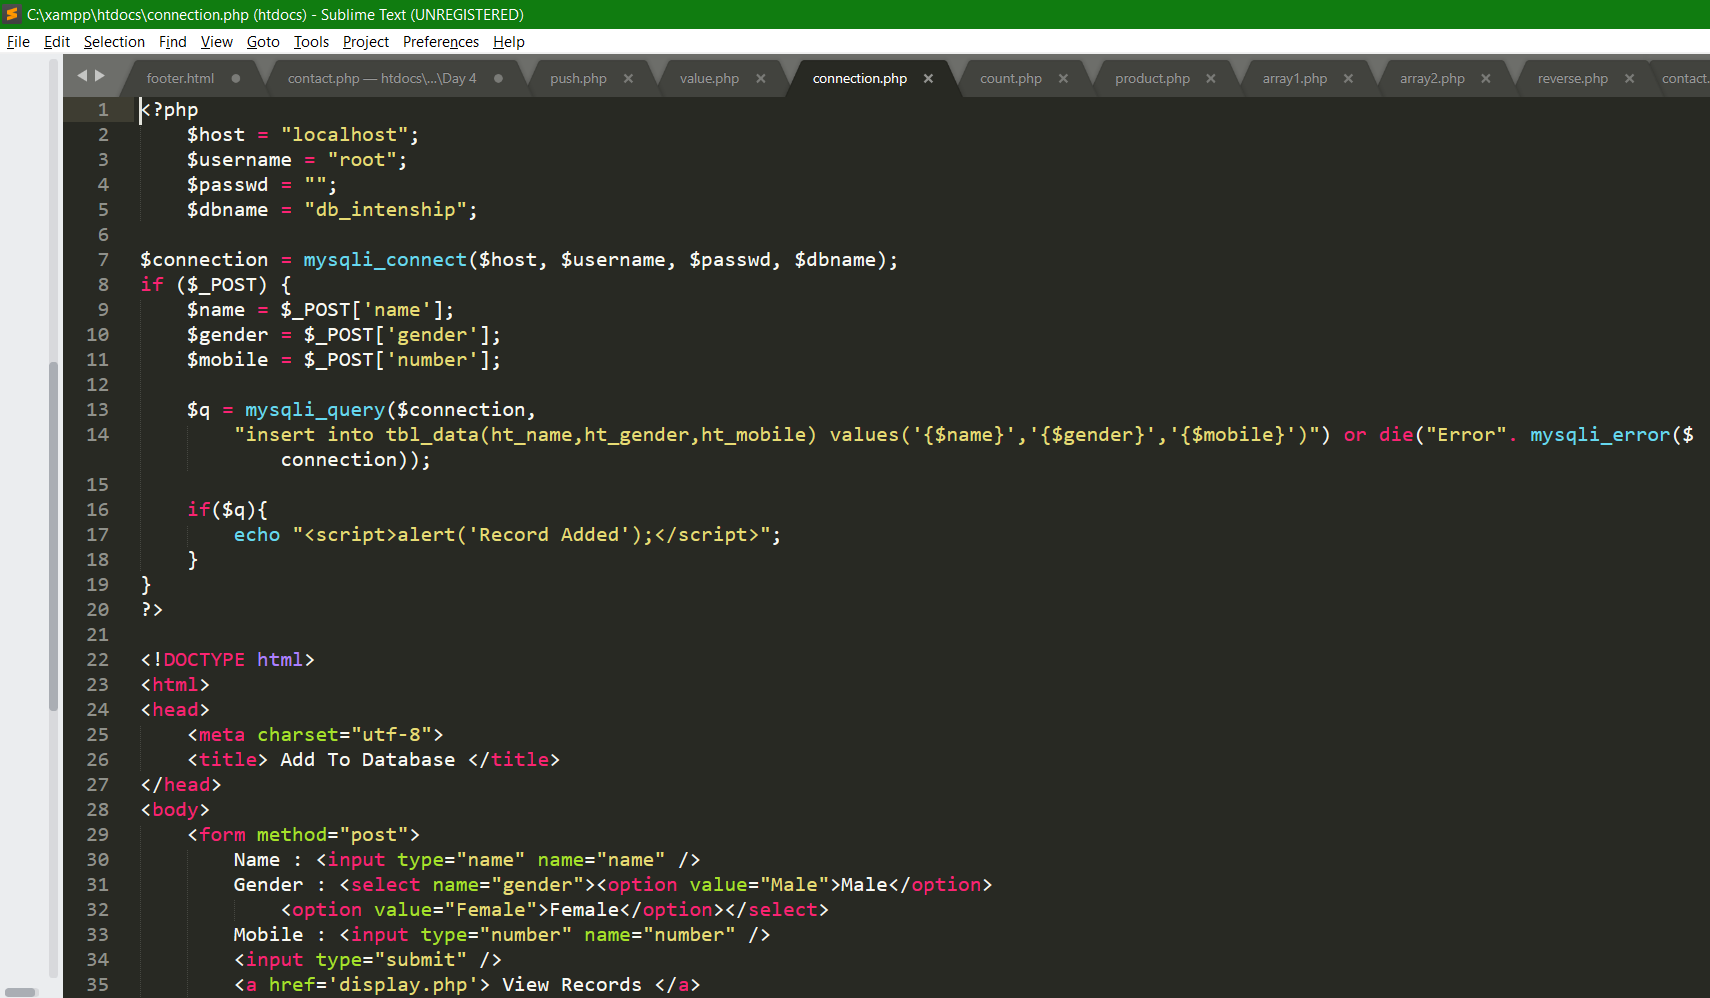 C:\xampp\htdocs\connection.php (htdocs) - Sublime Text (UNREGISTERED)
File Edit Selection Find View Goto Tools Project Preferences Help
footer.html contact.php — htdocs\...\Day 4 push.php value.php connection.php count.php product.php array1.php array2.php reverse.php contact.
1 <?php
2 $host = "localhost";
3 $username = "root";
4 $passwd = "";
5 $dbname = "db_intenship";
6
7 $connection = mysqli_connect($host, $username, $passwd, $dbname);
8 if ($_POST) {
9 $name = $_POST['name'];
10 $gender = $_POST['gender'];
11 $mobile = $_POST['number'];
12
13 $q = mysqli_query($connection,
14 "insert into tbl_data(ht_name,ht_gender,ht_mobile) values('{$name}','{$gender}','{$mobile}')") or die("Error". mysqli_error($
connection));
15
16 if($q){
17 echo "<script>alert('Record Added');</script>";
18 }
19 }
20 ?>
21
22 <!DOCTYPE html>
23 <html>
24 <head>
25 <meta charset="utf-8">
26 <title> Add To Database </title>
27 </head>
28 <body>
29 <form method="post">
30 Name : <input type="name" name="name" />
31 Gender : <select name="gender"><option value="Male">Male</option>
32 <option value="Female">Female</option></select>
33 Mobile : <input type="number" name="number" />
34 <input type="submit" />
35 <a href='display.php'> View Records </a>